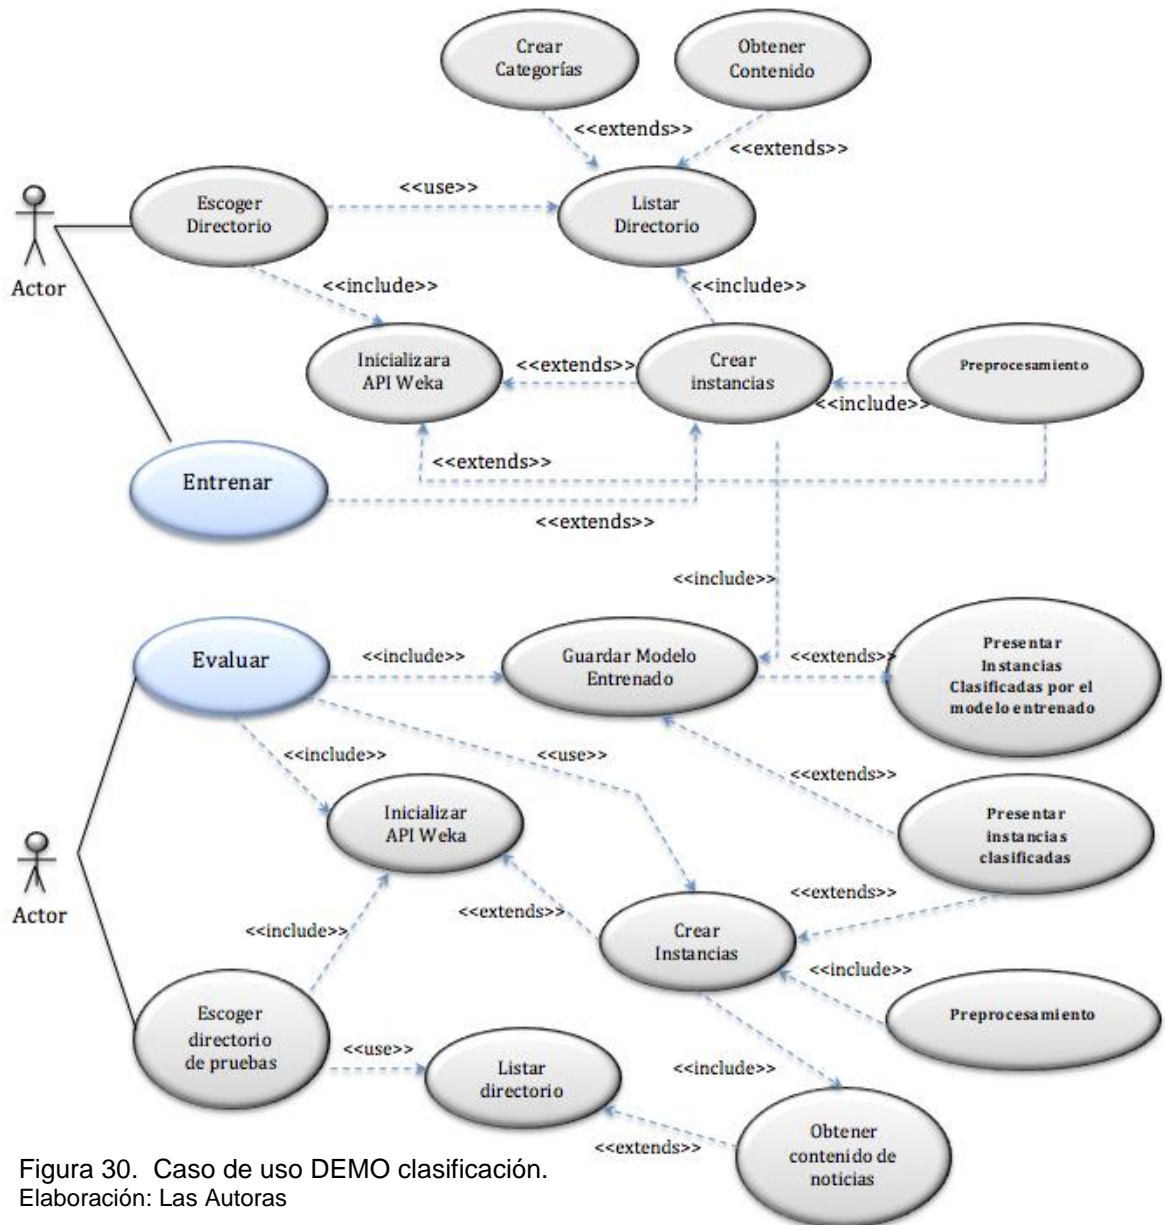 Crear
Categorías
Obtener
Contenido
<<extends>>
<<extends>>
Escoger
Directorio
<<use>>
Listar
Directorio
Actor
<<include>>
<<include>>
Inicializara
API Weka
<<extends>>
Crear
instancias
Preprocesamiento
<<include>>
<<extends>>
Entrenar
<<extends>>
<<include>>
Evaluar
<<include>>
Guardar Modelo
Entrenado
<<extends>>
Presentar
Instancias
Clasificadas por el
modelo entrenado
<<include>>
<<use>>
<<extends>>
Inicializar
API Weka
Presentar
instancias
clasificadas
Actor
<<extends>>
<<extends>>
<<include>>
Crear
Instancias
<<include>>
Escoger
directorio
de pruebas
<<use>>
Listar
directorio
Preprocesamiento
<<include>>
<<extends>>
Obtener
contenido de
noticias
Figura 30. Caso de uso DEMO clasificación.
Elaboración: Las Autoras